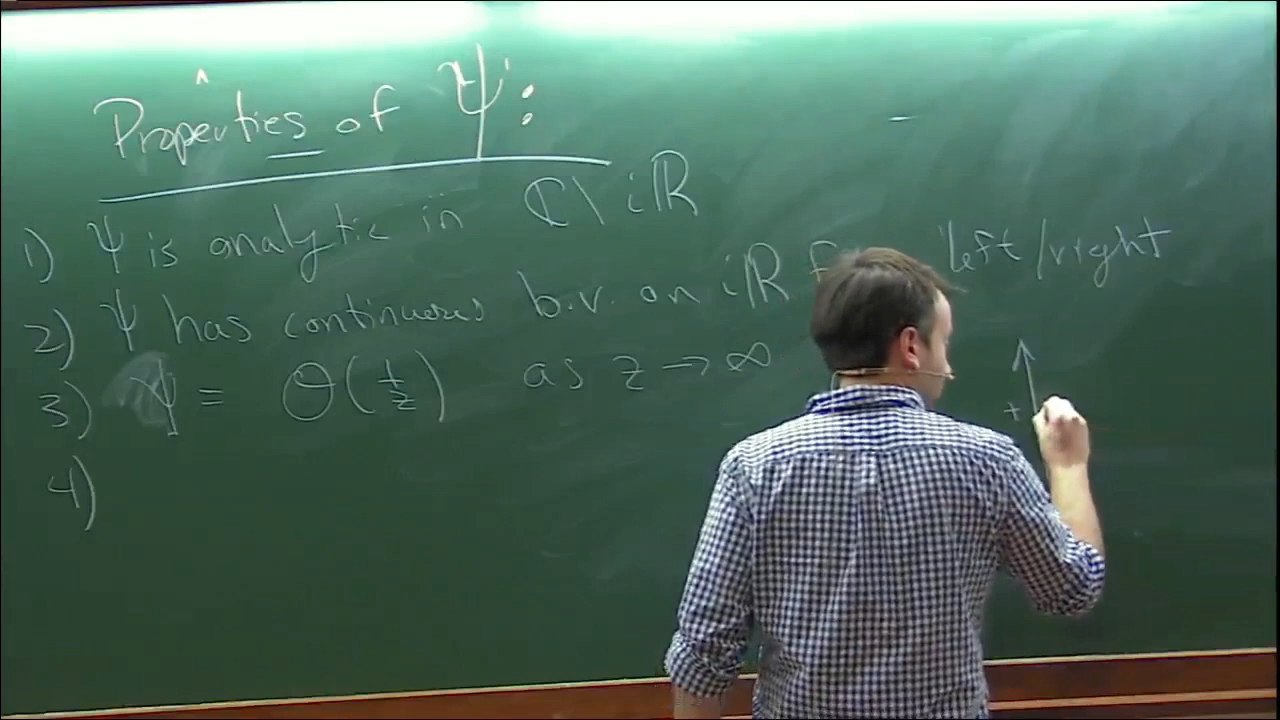 Properties of Ψ:
1) Ψ is analytic in ℂ\iℝ
2) Ψ has continuous b.v. on iℝ left/right
3) Ψ = O(1/z) as z → ∞
4)
+